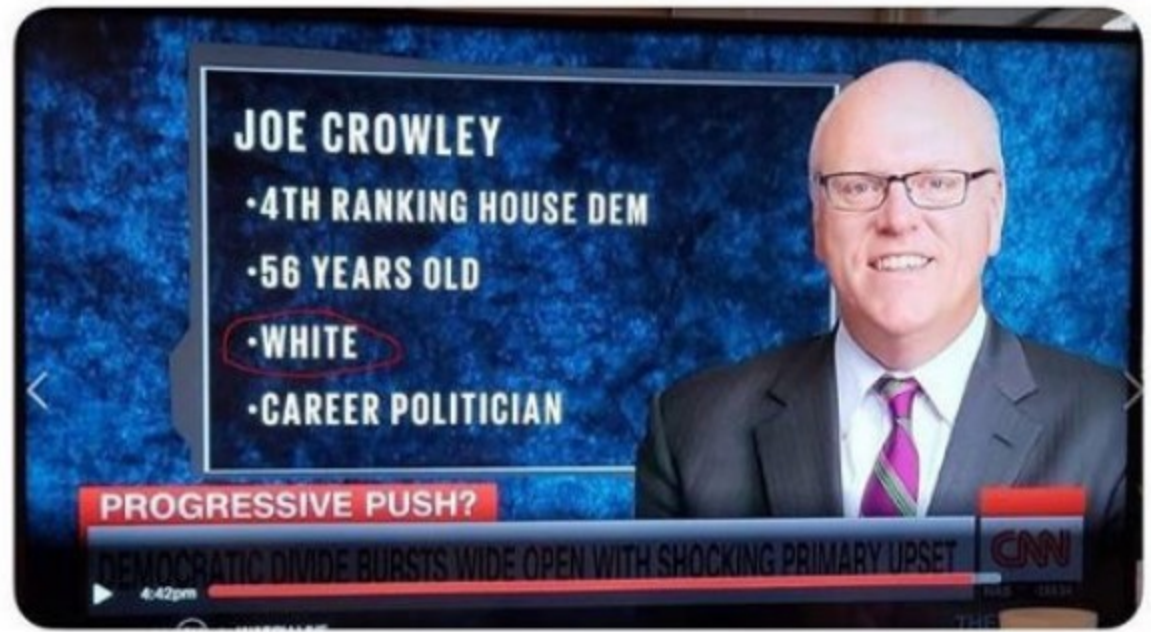 JOE CROWLEY
·4TH RANKING HOUSE DEM
·56 YEARS OLD
·WHITE
·CAREER POLITICIAN
PROGRESSIVE PUSH?
DEMOCRATIC DIVIDE BURSTS WIDE OPEN WITH SHOCKING PRIMARY UPSET
CNN
4:42pm
THE